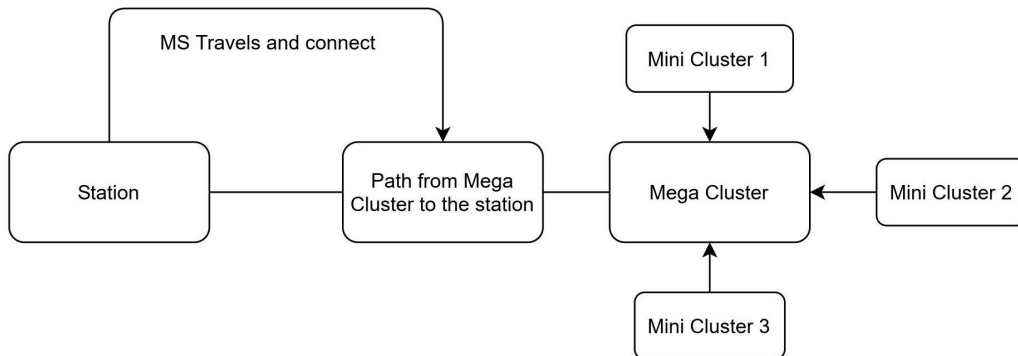 MS Travels and connect
Mini Cluster 1
Station
Path from Mega
Cluster to the station
Mega Cluster
Mini Cluster 2
Mini Cluster 3